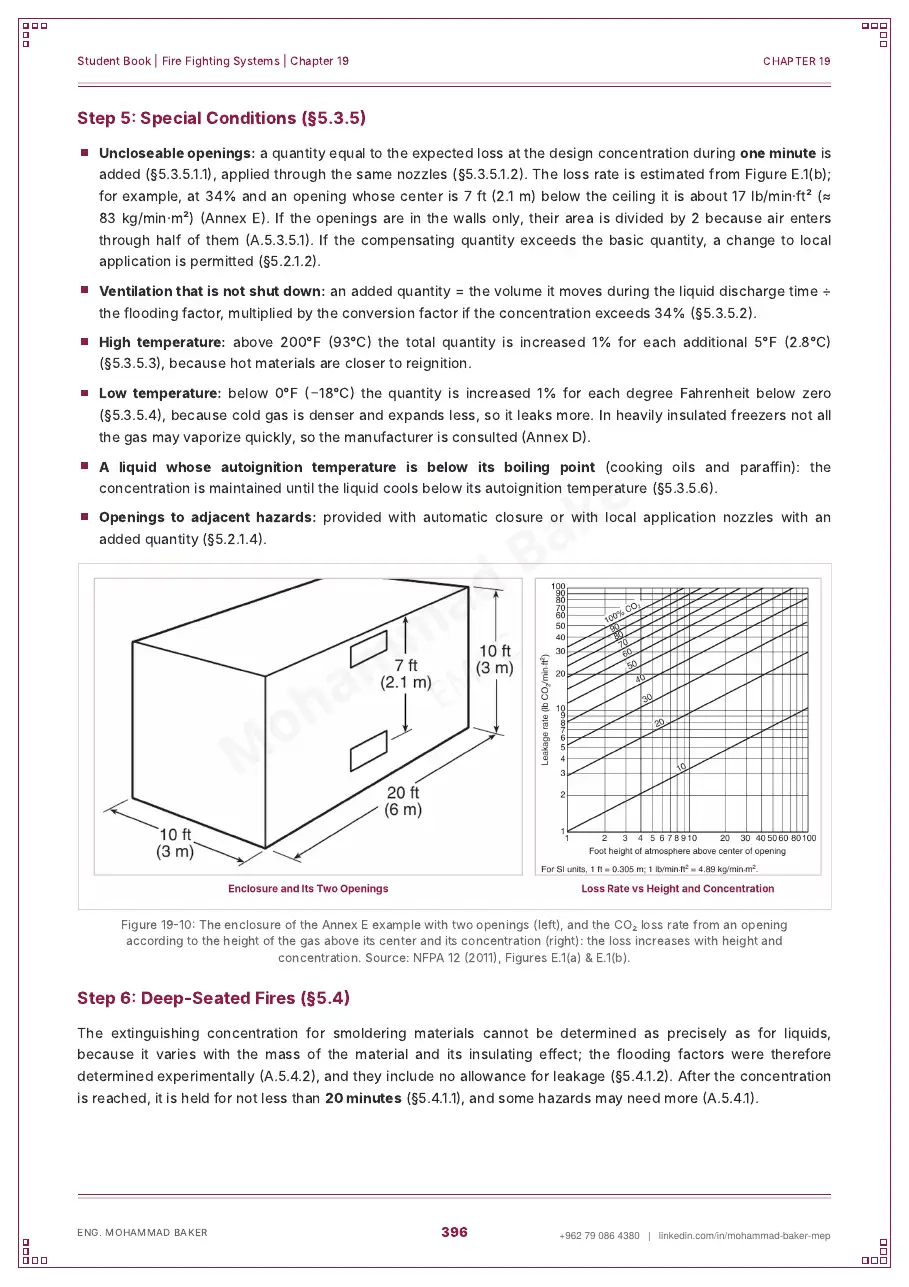 Student Book | Fire Fighting Systems | Chapter 19
CHAPTER 19
Step 5: Special Conditions (§5.3.5)
Uncloseable openings: a quantity equal to the expected loss at the design concentration during one minute is
added (§5.3.5.1.1), applied through the same nozzles (§5.3.5.1.2). The loss rate is estimated from Figure E.1(b);
for example, at 34% and an opening whose center is 7 ft (2.1 m) below the ceiling it is about 17 lb/min·ft² (≈
83 kg/min·m²) (Annex E). If the openings are in the walls only, their area is divided by 2 because air enters
through half of them (A.5.3.5.1). If the compensating quantity exceeds the basic quantity, a change to local
application is permitted (§5.2.1.2).
Ventilation that is not shut down: an added quantity = the volume it moves during the liquid discharge time ÷
the flooding factor, multiplied by the conversion factor if the concentration exceeds 34% (§5.3.5.2).
High temperature: above 200°F (93°C) the total quantity is increased 1% for each additional 5°F (2.8°C)
(§5.3.5.3), because hot materials are closer to reignition.
Low temperature: below 0°F (−18°C) the quantity is increased 1% for each degree Fahrenheit below zero
(§5.3.5.4), because cold gas is denser and expands less, so it leaks more. In heavily insulated freezers not all
the gas may vaporize quickly, so the manufacturer is consulted (Annex D).
A liquid whose autoignition temperature is below its boiling point (cooking oils and paraffin): the
concentration is maintained until the liquid cools below its autoignition temperature (§5.3.5.6).
Openings to adjacent hazards: provided with automatic closure or with local application nozzles with an
added quantity (§5.2.1.4).
Mohammad Baker
7 ft
(2.1 m)
10 ft
(3 m)
20 ft
(6 m)
10 ft
(3 m)
Enclosure and Its Two Openings
Leakage rate (lb CO₂/min·ft²)
100
90
80
70
60
50
40
30
20
10
9
8
7
6
5
4
3
2
1
100% CO₂
90
80
70
60
50
40
30
20
10
1 2 3 4 5 6 7 8 9 10 20 30 40 50 60 80 100
Foot height of atmosphere above center of opening
For SI units, 1 ft = 0.305 m; 1 lb/min·ft² = 4.89 kg/min·m².
Loss Rate vs Height and Concentration
Figure 19-10: The enclosure of the Annex E example with two openings (left), and the CO₂ loss rate from an opening
according to the height of the gas above its center and its concentration (right): the loss increases with height and
concentration. Source: NFPA 12 (2011), Figures E.1(a) & E.1(b).
Step 6: Deep-Seated Fires (§5.4)
The extinguishing concentration for smoldering materials cannot be determined as precisely as for liquids,
because it varies with the mass of the material and its insulating effect; the flooding factors were therefore
determined experimentally (A.5.4.2), and they include no allowance for leakage (§5.4.1.2). After the concentration
is reached, it is held for not less than 20 minutes (§5.4.1.1), and some hazards may need more (A.5.4.1).
ENG. MOHAMMAD BAKER
396
+962 79 086 4380 | linkedin.com/in/mohammad-baker-mep